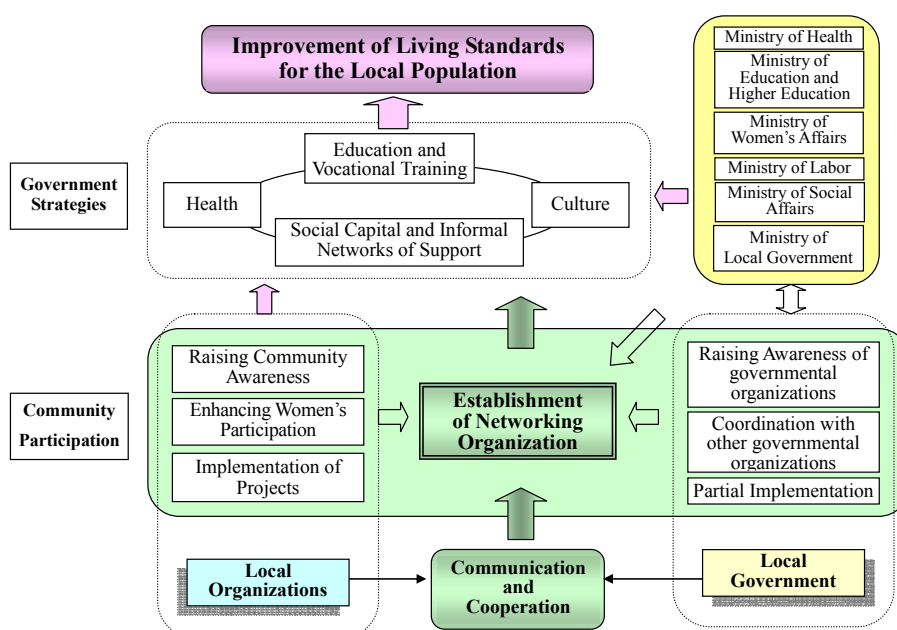 Improvement of Living Standards
for the Local Population
Ministry of Health
Ministry of
Education and
Higher Education
Ministry of
Women's Affairs
Ministry of Labor
Ministry of Social
Affairs
Ministry of
Local Government
Government
Strategies
Education and
Vocational Training
Health
Culture
Social Capital and Informal
Networks of Support
Community
Participation
Raising Community
Awareness
Enhancing Women's
Participation
Implementation of
Projects
Establishment
of Networking
Organization
Raising Awareness of
governmental
organizations
Coordination with
other governmental
organizations
Partial Implementation
Local
Organizations
Communication
and
Cooperation
Local
Government